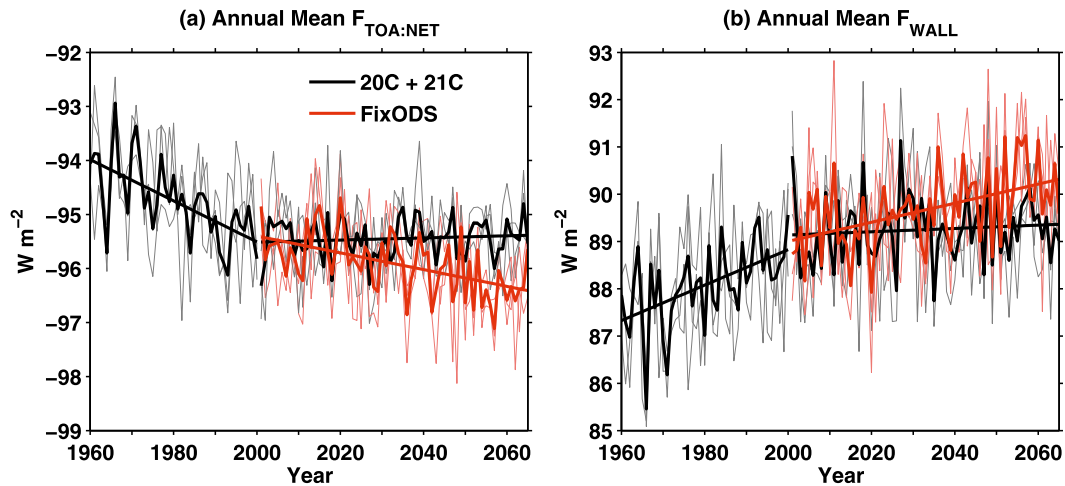 (a) Annual Mean F_TOA:NET
−92
−93
−94
−95
−96
−97
−98
−99
W m⁻²
20C + 21C
FixODS
1960 1980 2000 2020 2040 2060
Year
(b) Annual Mean F_WALL
93
92
91
90
89
88
87
86
85
W m⁻²
1960 1980 2000 2020 2040 2060
Year